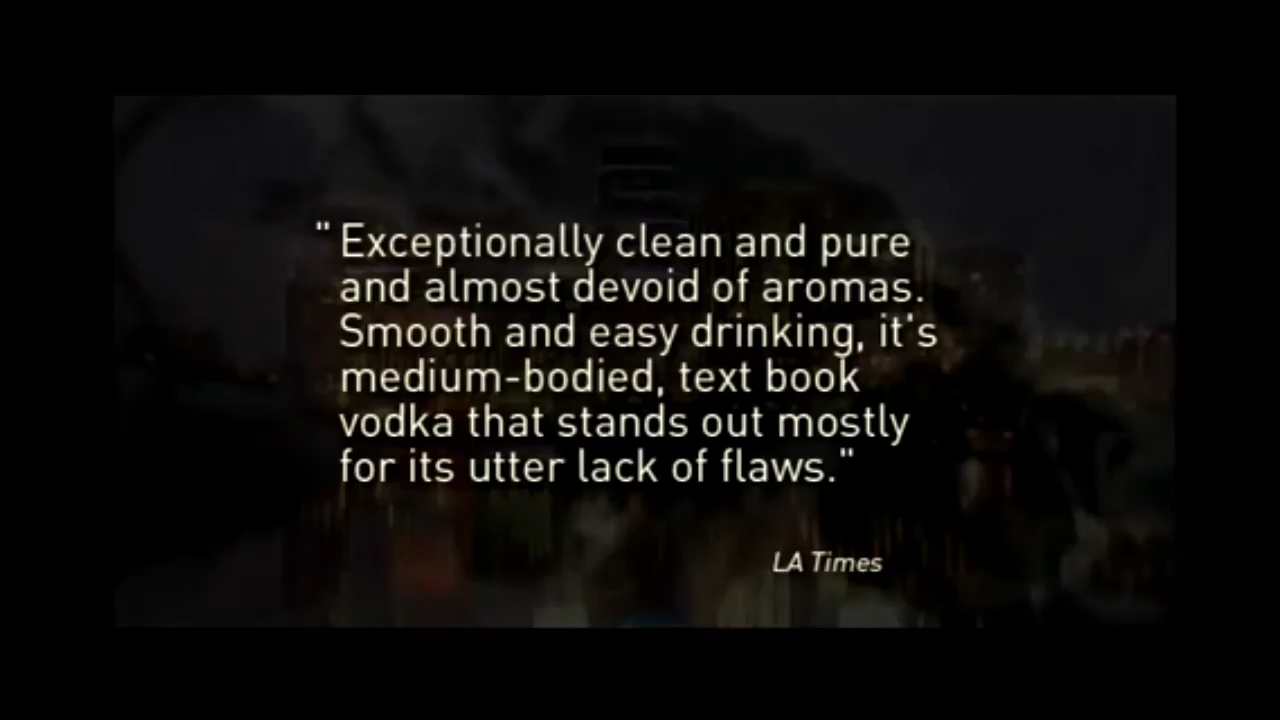 "Exceptionally clean and pure
and almost devoid of aromas.
Smooth and easy drinking, it's
medium-bodied, text book
vodka that stands out mostly
for its utter lack of flaws."
LA Times